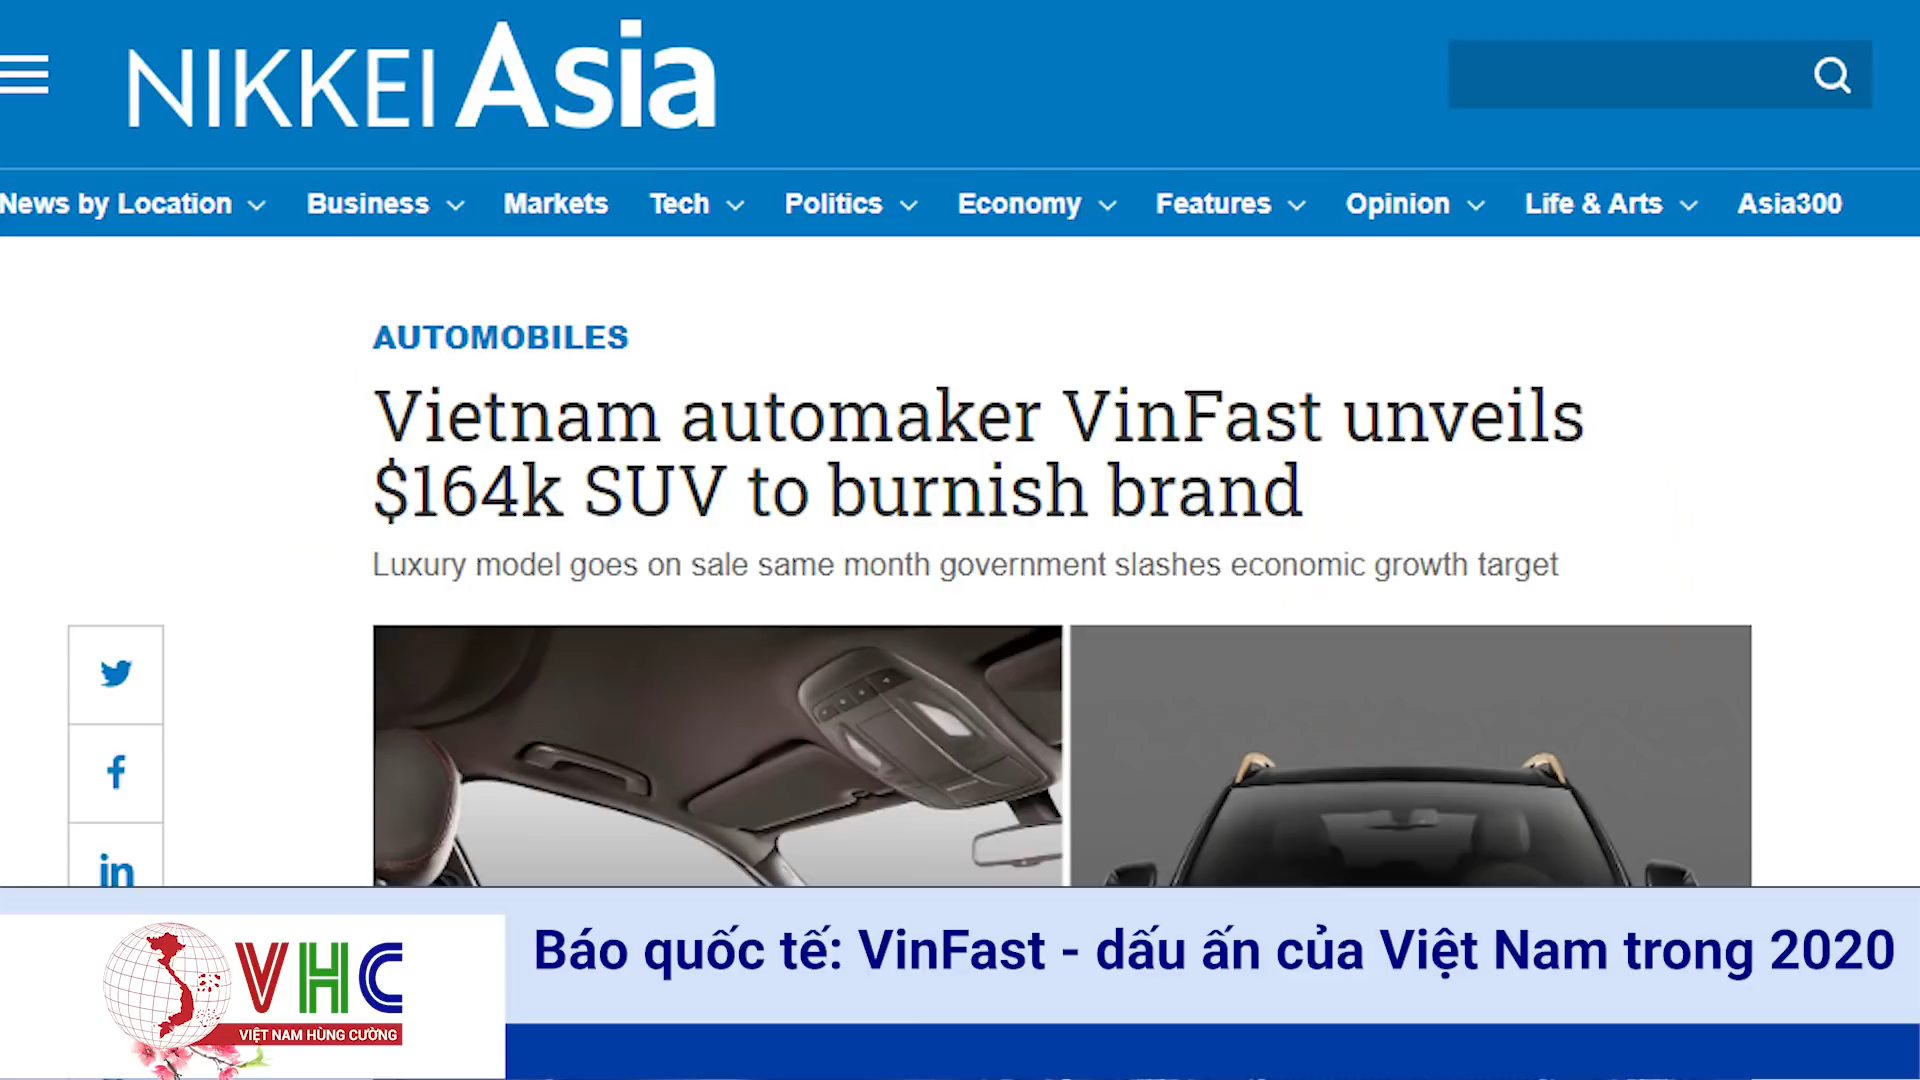 NIKKEI Asia
News by Location Business Markets Tech Politics Economy Features Opinion Life & Arts Asia300
AUTOMOBILES
Vietnam automaker VinFast unveils
$164k SUV to burnish brand
Luxury model goes on sale same month government slashes economic growth target
in
VHC
VIỆT NAM HÙNG CƯỜNG
Báo quốc tế: VinFast - dấu ấn của Việt Nam trong 2020